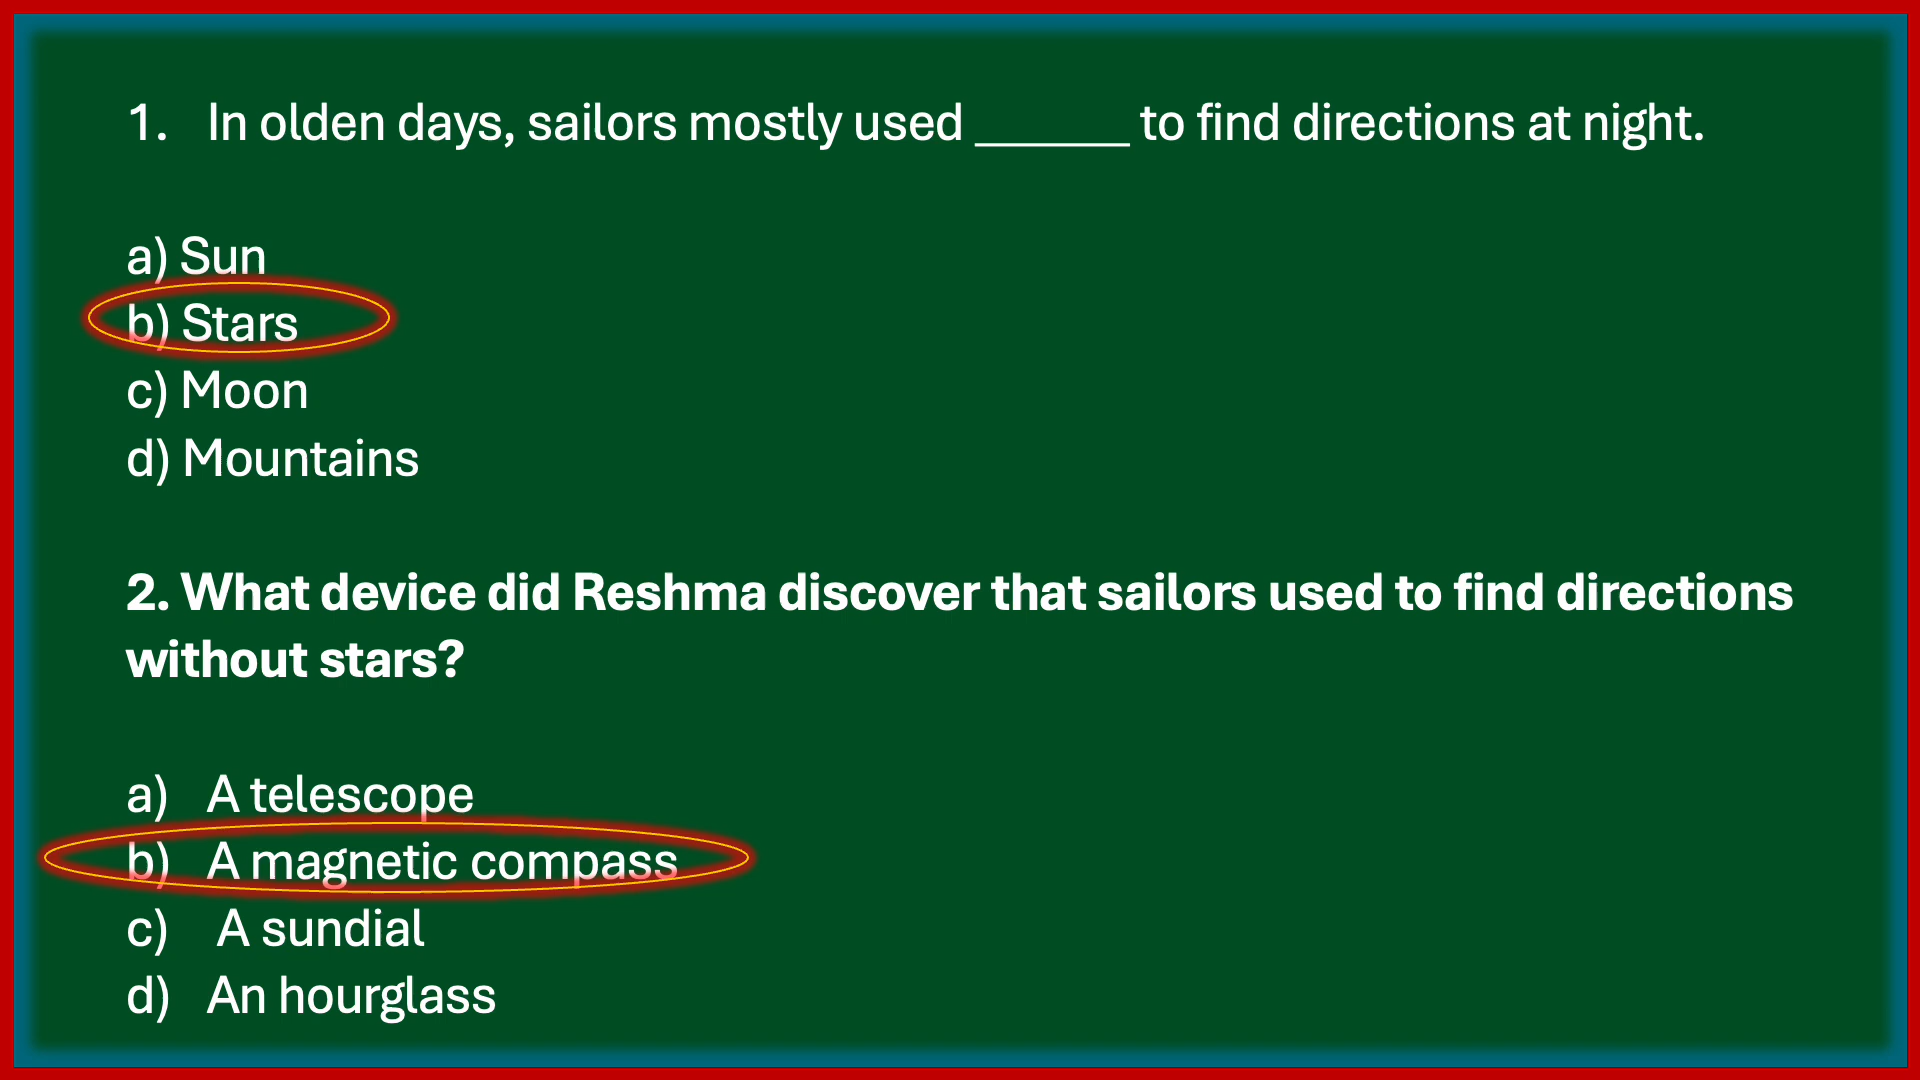 1. In olden days, sailors mostly used _______ to find directions at night.
a) Sun
b) Stars
c) Moon
d) Mountains
2. What device did Reshma discover that sailors used to find directions
without stars?
a) A telescope
b) A magnetic compass
c) A sundial
d) An hourglass